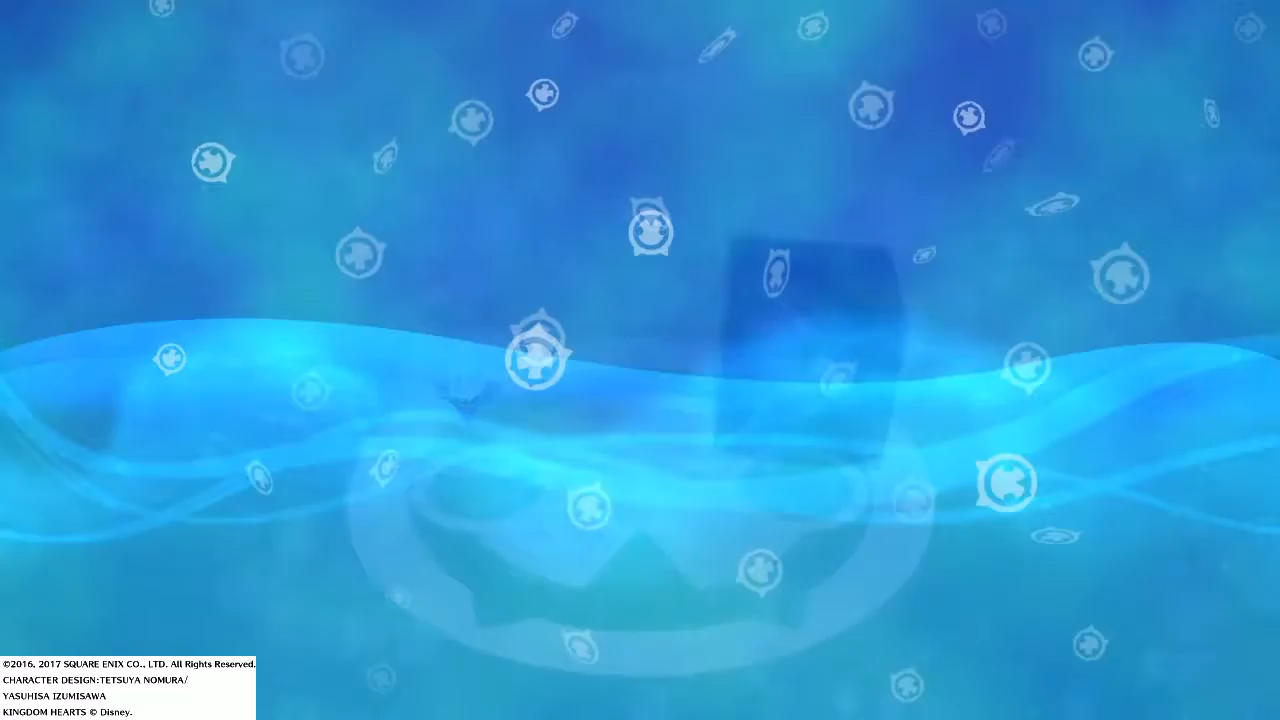 ©2016, 2017 SQUARE ENIX CO., LTD. All Rights Reserved.
CHARACTER DESIGN:TETSUYA NOMURA/
YASUHISA IZUMISAWA
KINGDOM HEARTS © Disney.